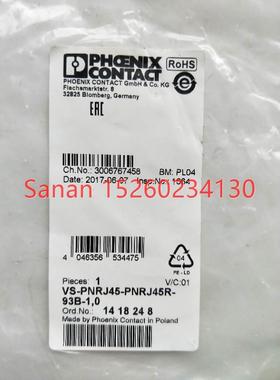 PHŒNIX
CONTACT
RoHS
PHOENIX CONTACT GmbH & Co. KG
Flachsmarktstr. 8
32825 Blomberg, Germany
e
EAC
Ch.No.: 3006767458 BM: PL04
Date: 2017-06-07 Insp.No.: 1984
Sanan 15260234130
4 046356 534475
04
PE-LD
Pieces: 1 V/C:01
VS-PNRJ45-PNRJ45R-
93B-1,0
Ord.No.: 14 18 24 8
Made by Phoenix Contact in Poland